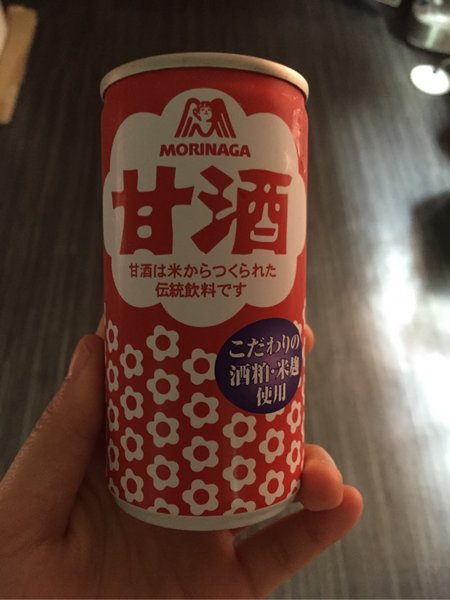 MORINAGA
甘酒
甘酒は米からつくられた
伝統飲料です
こだわりの
酒粕・米麹
使用